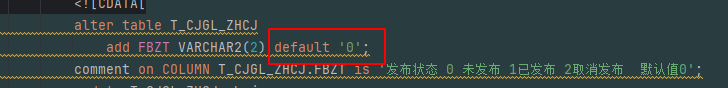 <![CDATA[
alter table T_CJGL_ZHCJ
add FBZT VARCHAR2(2) default '0';
comment on COLUMN T_CJGL_ZHCJ.FBZT is '发布状态 0 未发布 1已发布 2取消发布  默认值0';